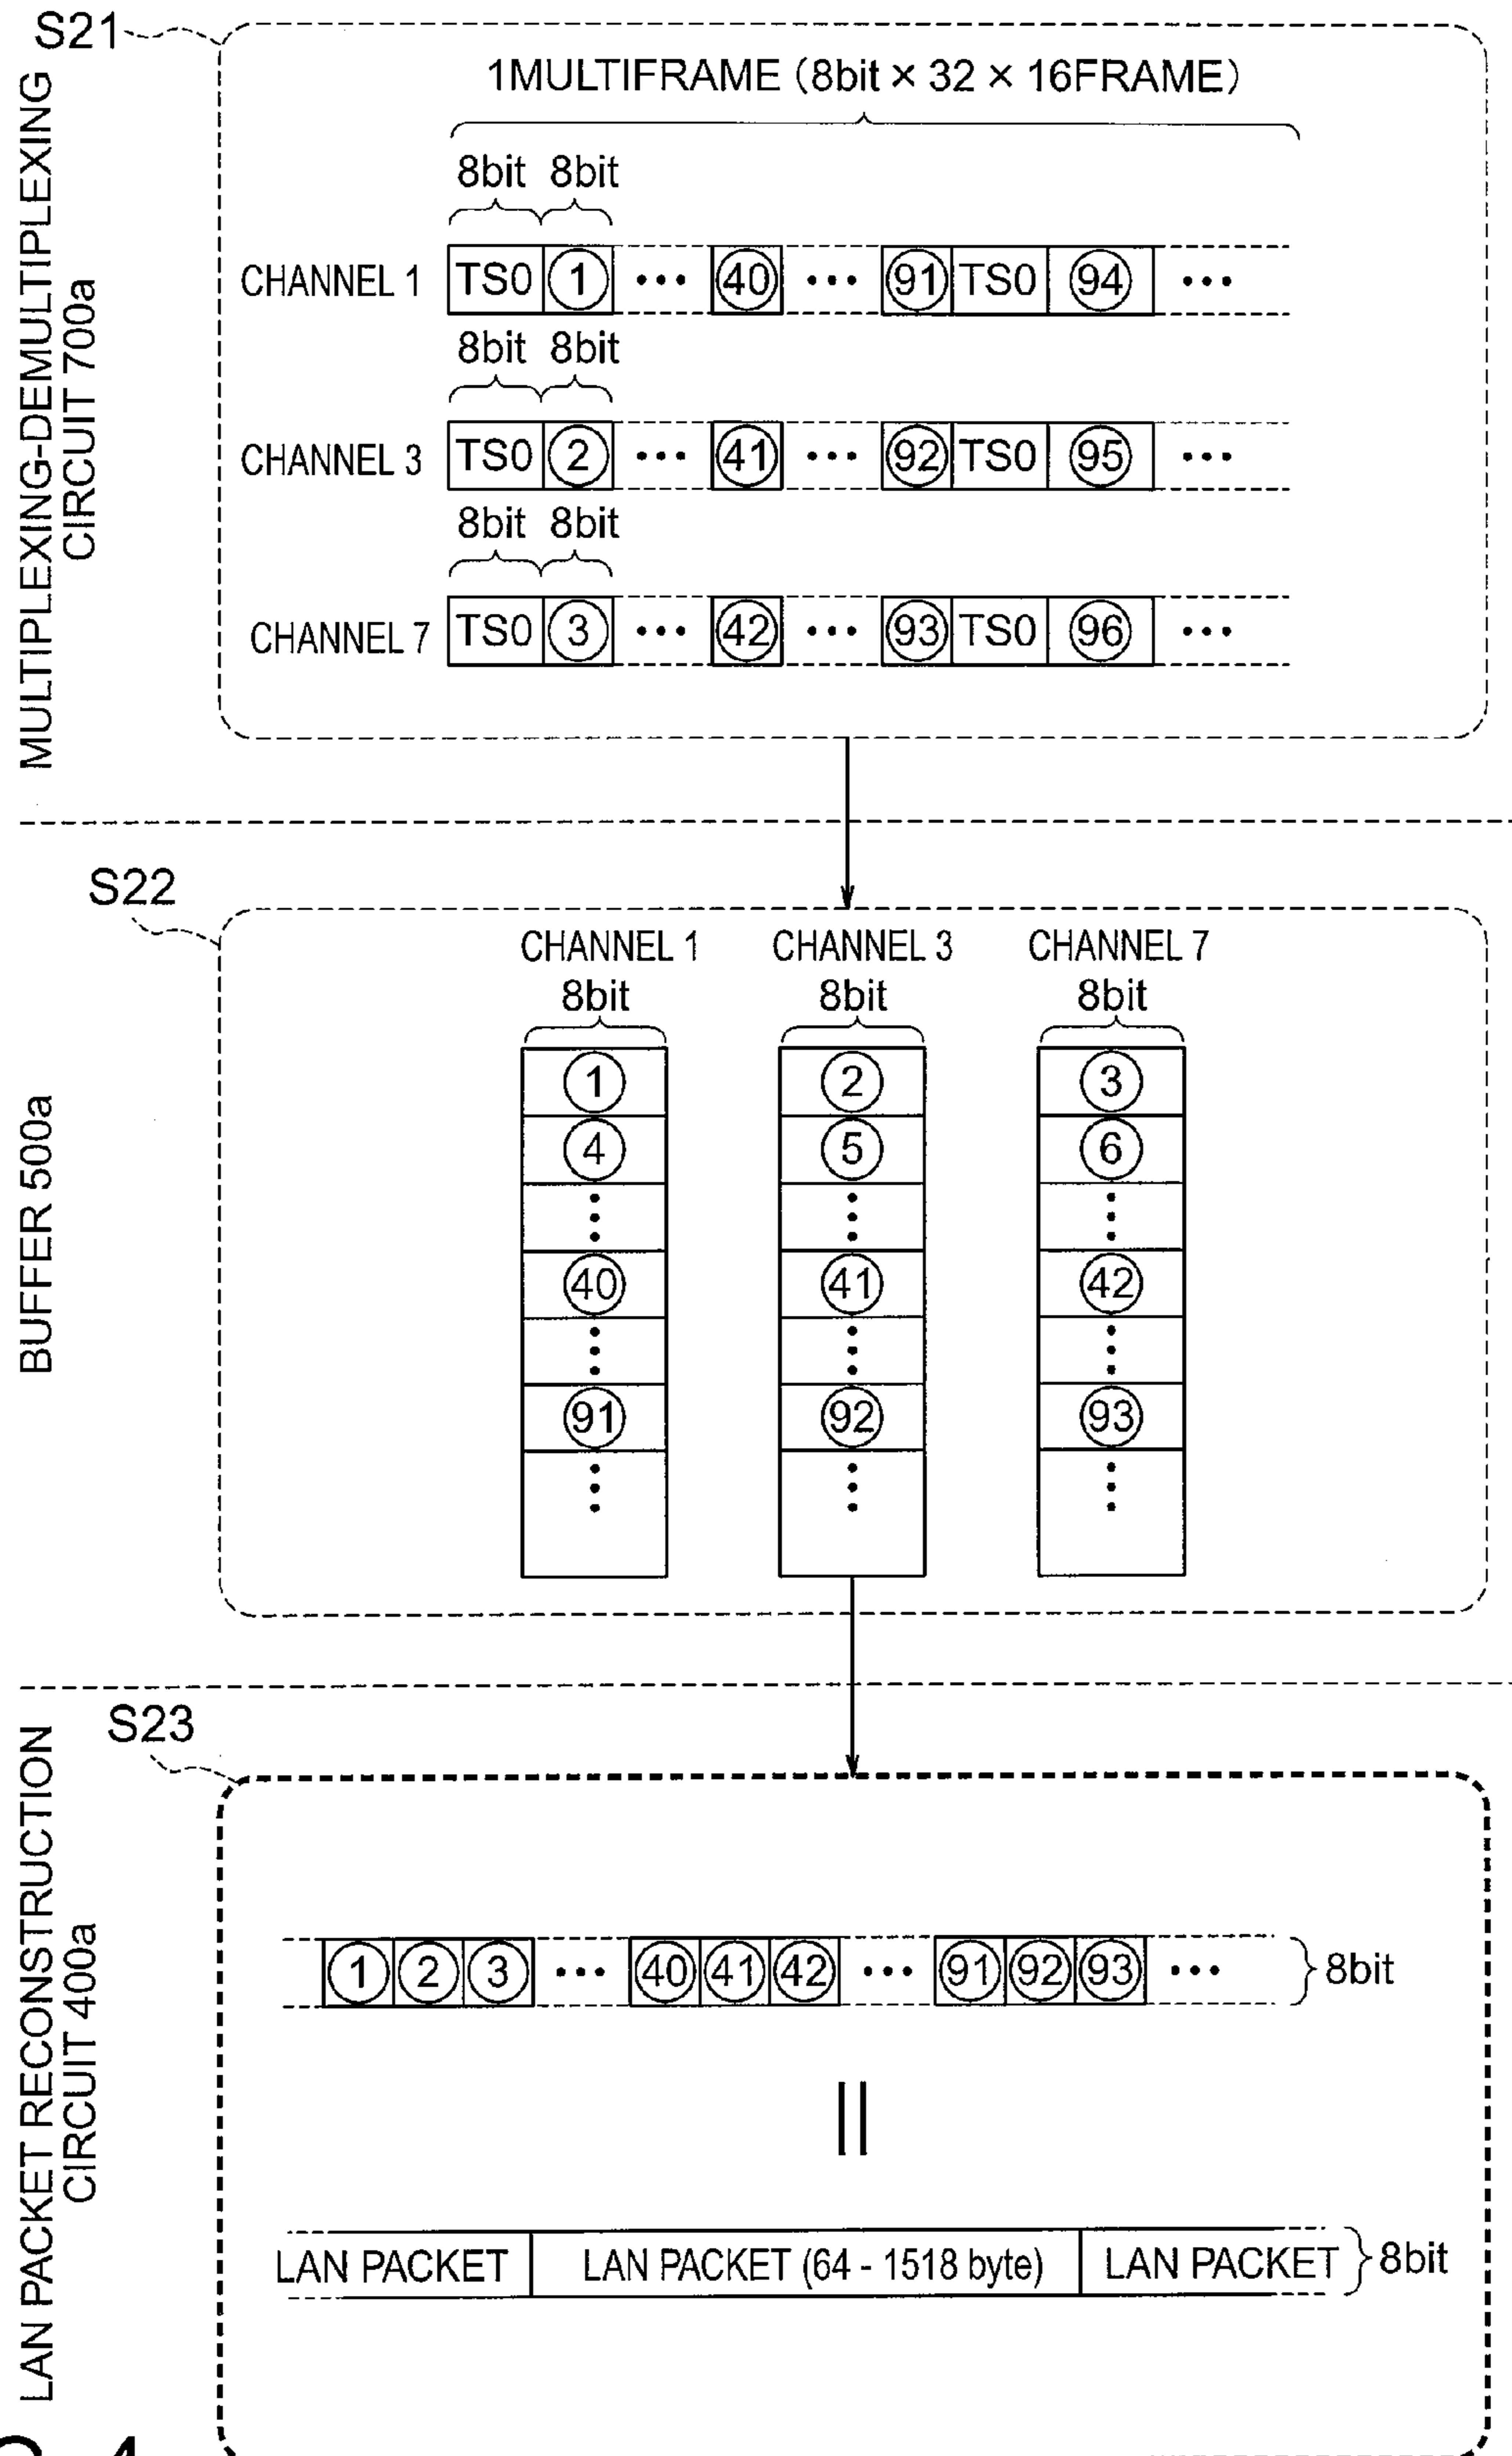 S21
MULTIPLEXING-DEMULTIPLEXING
CIRCUIT 700a
1MULTIFRAME (8bit × 32 × 16FRAME)
8bit 8bit
CHANNEL 1 TS0 1 ••• 40 ••• 91 TS0 94 •••
8bit 8bit
CHANNEL 3 TS0 2 ••• 41 ••• 92 TS0 95 •••
8bit 8bit
CHANNEL 7 TS0 3 ••• 42 ••• 93 TS0 96 •••
S22
BUFFER 500a
CHANNEL 1 CHANNEL 3 CHANNEL 7
8bit 8bit 8bit
1 2 3
4 5 6
40 41 42
91 92 93
S23
LAN PACKET RECONSTRUCTION
CIRCUIT 400a
1 2 3 ••• 40 41 42 ••• 91 92 93 ••• 8bit
LAN PACKET LAN PACKET (64 - 1518 byte) LAN PACKET 8bit